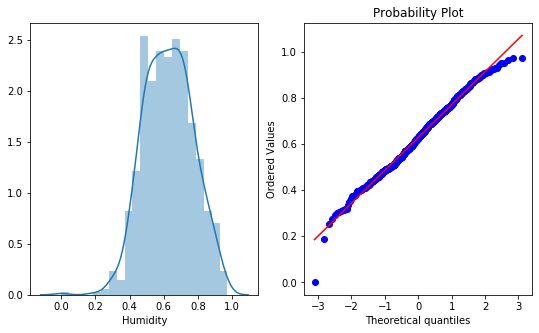 2.5
2.0
1.5
1.0
0.5
0.0
0.0 0.2 0.4 0.6 0.8 1.0
Humidity
Probability Plot
Ordered Values
1.0
0.8
0.6
0.4
0.2
0.0
−3 −2 −1 0 1 2 3
Theoretical quantiles